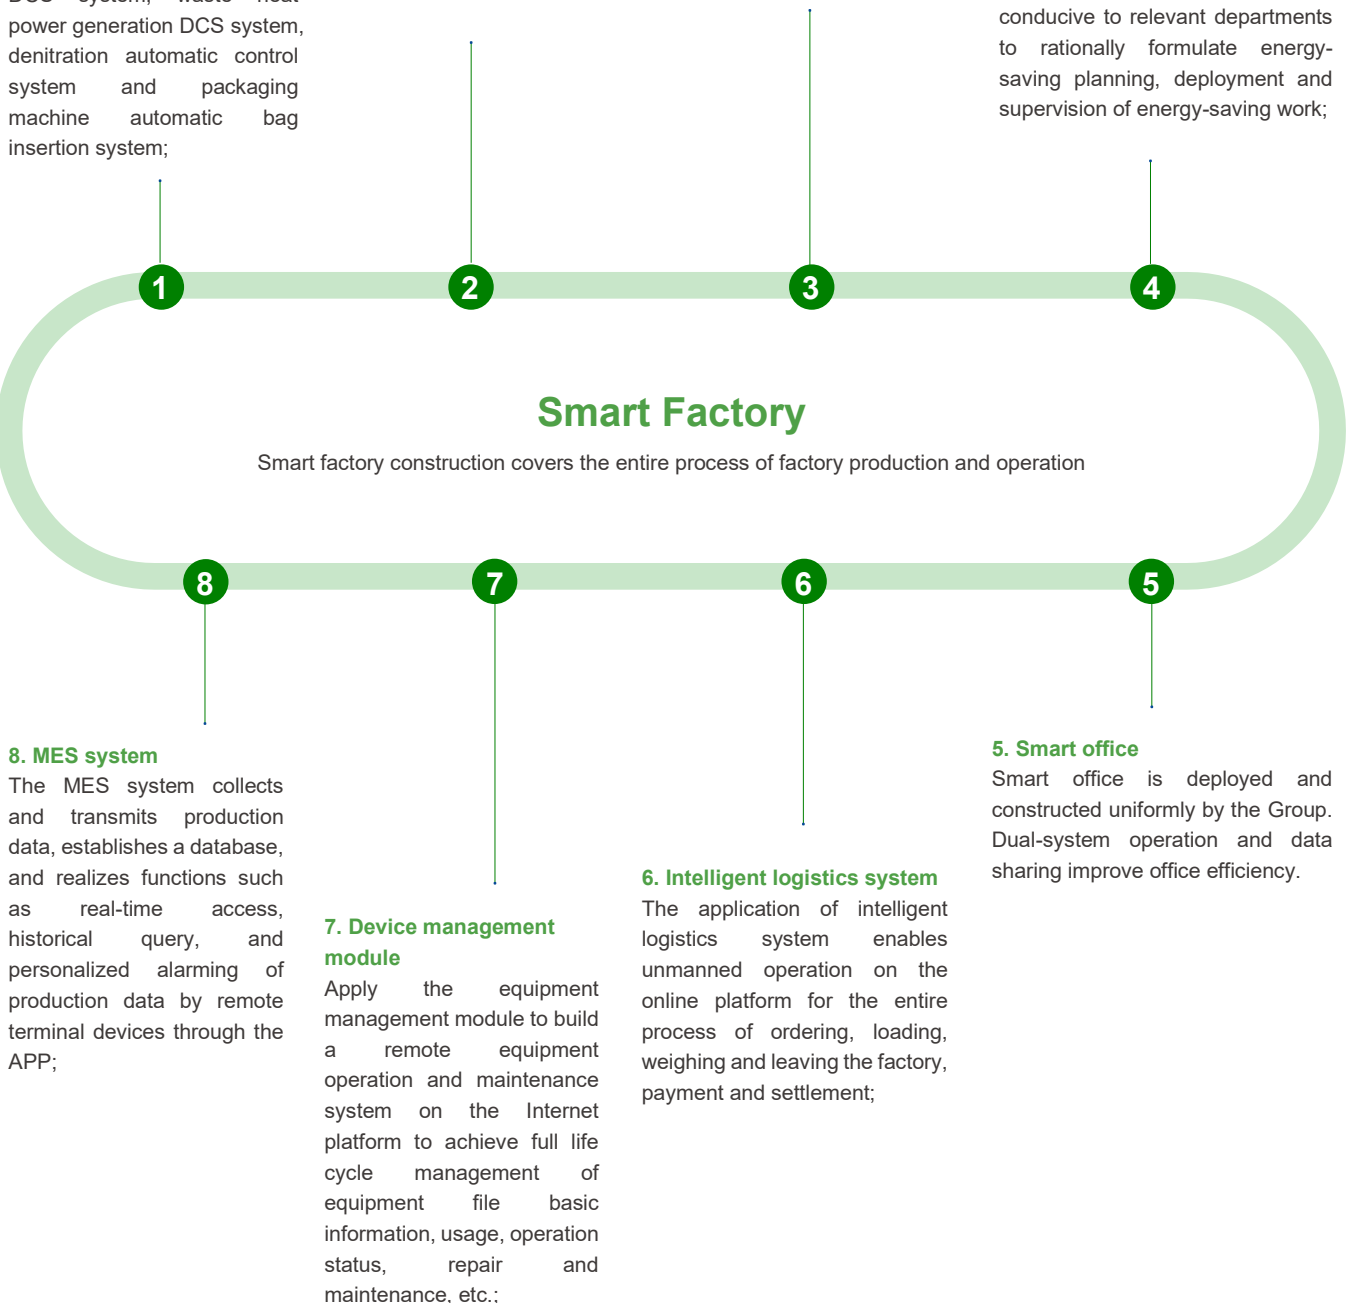 power generation DCS system,
denitration automatic control
system and packaging
machine automatic bag
insertion system;
conducive to relevant departments
to rationally formulate energy-
saving planning, deployment and
supervision of energy-saving work;
1
2
3
4
Smart Factory
Smart factory construction covers the entire process of factory production and operation
8
7
6
5
8. MES system
The MES system collects
and transmits production
data, establishes a database,
and realizes functions such
as real-time access,
historical query, and
personalized alarming of
production data by remote
terminal devices through the
APP;
7. Device management
module
Apply the equipment
management module to build
a remote equipment
operation and maintenance
system on the Internet
platform to achieve full life
cycle management of
equipment file basic
information, usage, operation
status, repair and
maintenance, etc.;
6. Intelligent logistics system
The application of intelligent
logistics system enables
unmanned operation on the
online platform for the entire
process of ordering, loading,
weighing and leaving the factory,
payment and settlement;
5. Smart office
Smart office is deployed and
constructed uniformly by the Group.
Dual-system operation and data
sharing improve office efficiency.